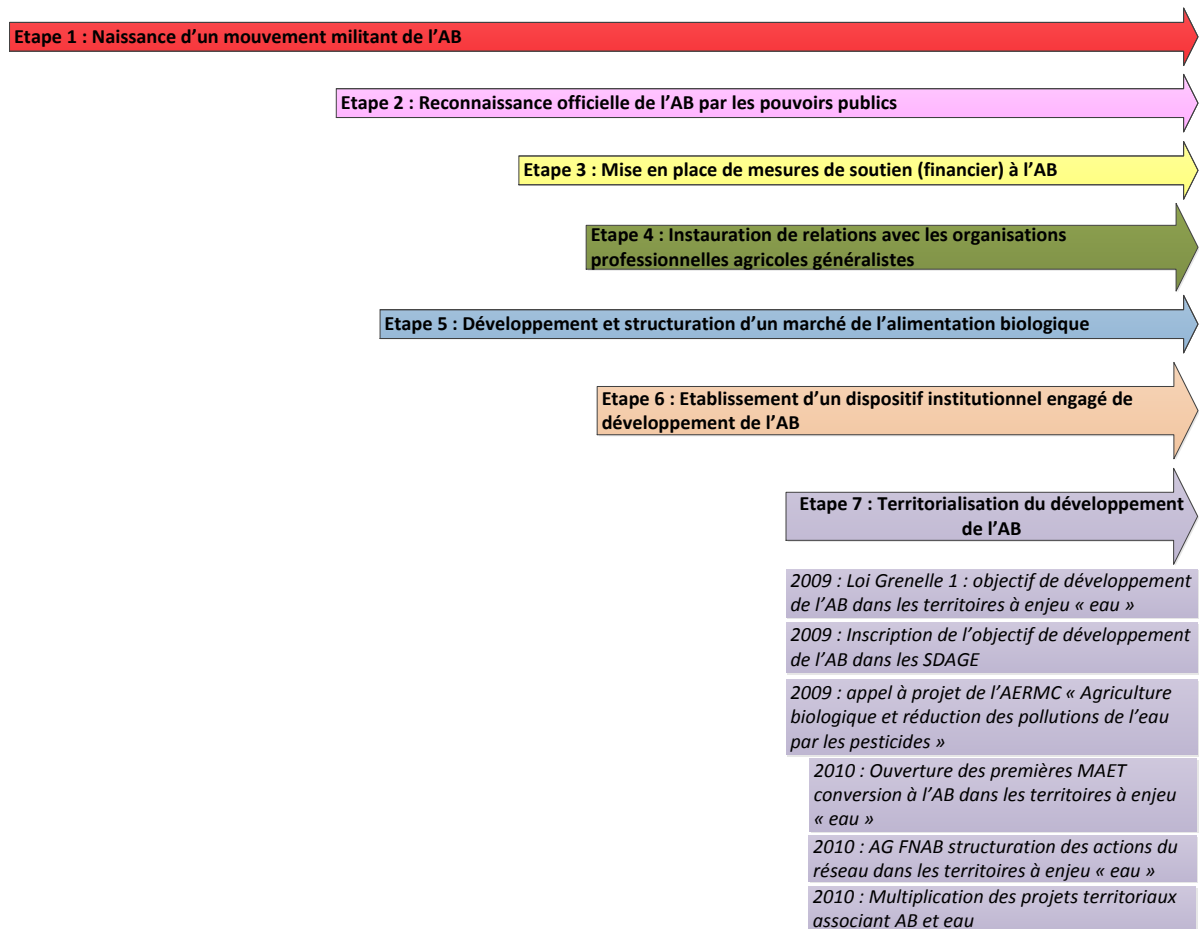 Etape 1 : Naissance d'un mouvement militant de l'AB
Etape 2 : Reconnaissance officielle de l'AB par les pouvoirs publics
Etape 3 : Mise en place de mesures de soutien (financier) à l'AB
Etape 4 : Instauration de relations avec les organisations
professionnelles agricoles généralistes
Etape 5 : Développement et structuration d'un marché de l'alimentation biologique
Etape 6 : Etablissement d'un dispositif institutionnel engagé de
développement de l'AB
Etape 7 : Territorialisation du développement
de l'AB
2009 : Loi Grenelle 1 : objectif de développement
de l'AB dans les territoires à enjeu « eau »
2009 : Inscription de l'objectif de développement
de l'AB dans les SDAGE
2009 : appel à projet de l'AERMC « Agriculture
biologique et réduction des pollutions de l'eau
par les pesticides »
2010 : Ouverture des premières MAET
conversion à l'AB dans les territoires à enjeu
« eau »
2010 : AG FNAB structuration des actions du
réseau dans les territoires à enjeu « eau »
2010 : Multiplication des projets territoriaux
associant AB et eau